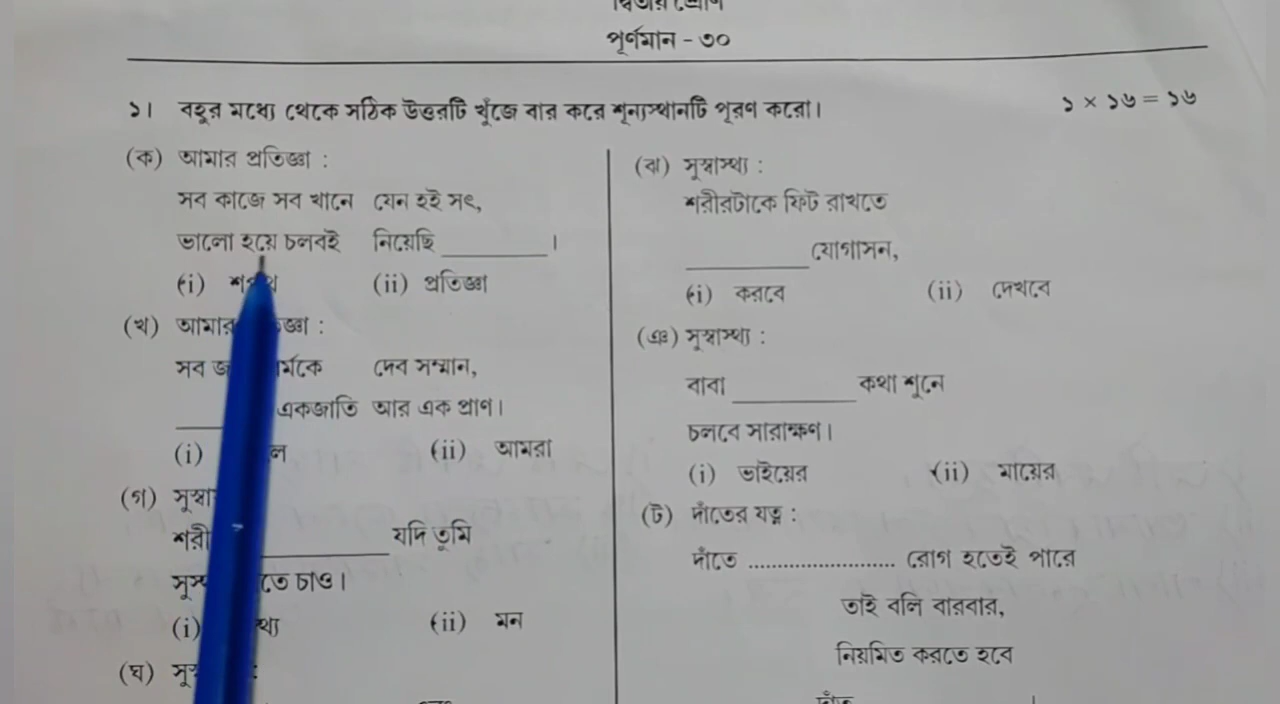 পূর্ণমান - ৩০
১। বহুর মধ্যে থেকে সঠিক উত্তরটি খুঁজে বার করে শূন্যস্থানটি পূরণ করো। ১ × ১৬ = ১৬
(ক) আমার প্রতিজ্ঞা :
সব কাজে সব খানে যেন হই সৎ,
ভালো হয়ে চলবই নিয়েছি ________।
(i) (ii) প্রতিজ্ঞা
(খ) আমার :
সব দেব সম্মান,
একজাতি আর এক প্রাণ।
(i) (ii) আমরা
(গ)
________ যদি তুমি
চাও।
(i) (ii) মন
(ঘ)
(ঝ) সুস্বাস্থ্য :
শরীরটাকে ফিট রাখতে
________ যোগাসন,
(i) করবে (ii) দেখবে
(ঞ) সুস্বাস্থ্য :
বাবা ________ কথা শুনে
চলবে সারাক্ষণ।
(i) ভাইয়ের (ii) মায়ের
(ট) দাঁতের যত্ন :
দাঁতে ........................ রোগ হতেই পারে
তাই বলি বারবার,
নিয়মিত করতে হবে